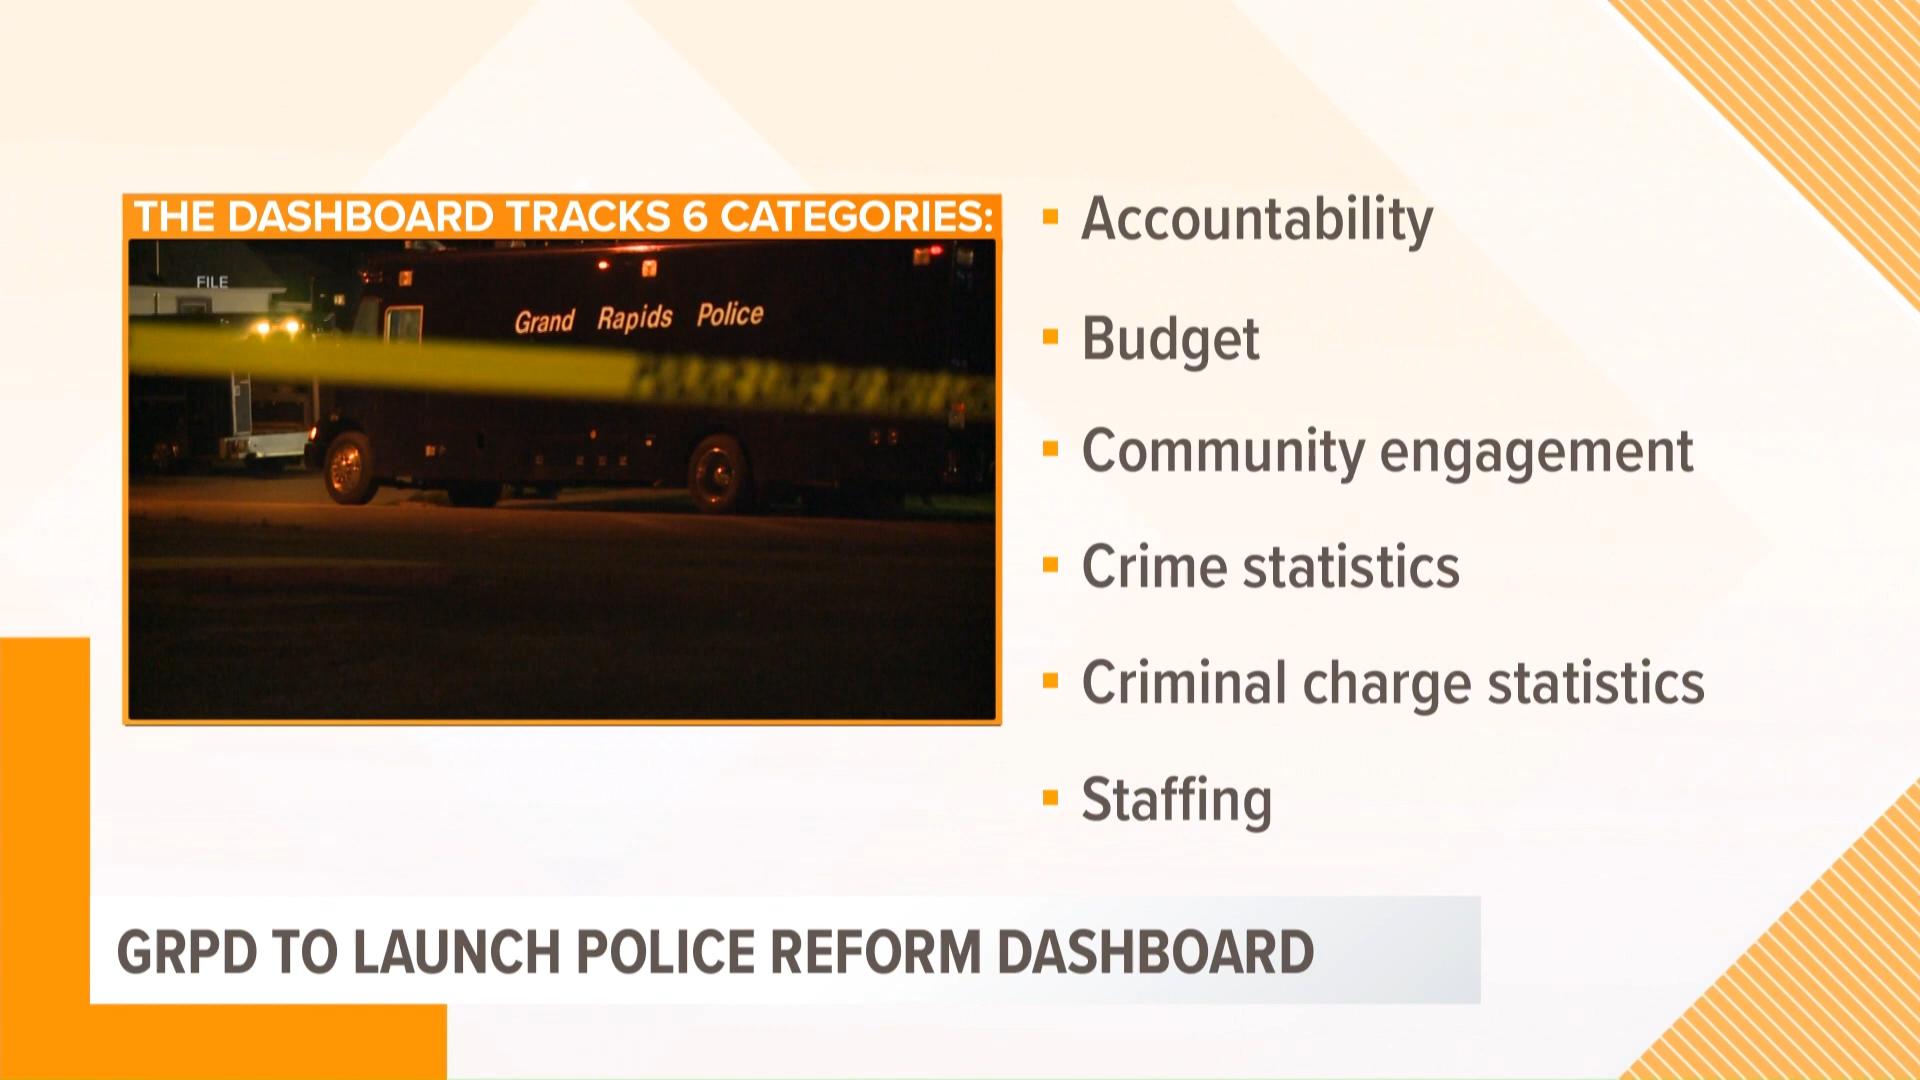 THE DASHBOARD TRACKS 6 CATEGORIES:
FILE
Grand Rapids Police
Accountability
Budget
Community engagement
Crime statistics
Criminal charge statistics
Staffing
GRPD TO LAUNCH POLICE REFORM DASHBOARD